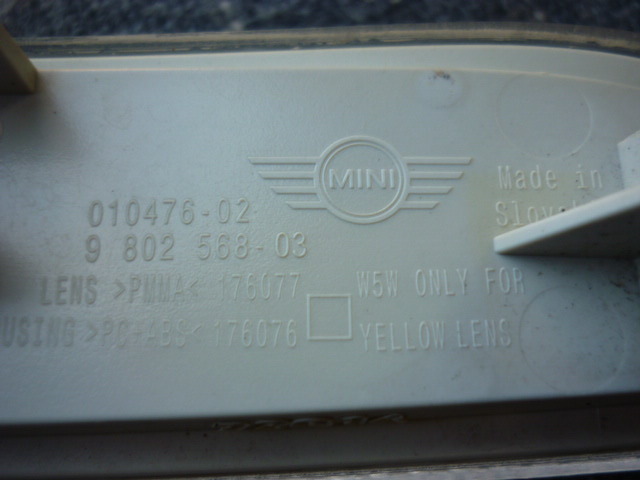 MINI
Made in
010476-02
9 802 568-03
LENS >PMMA< 176077
W5W ONLY FOR
USING >PC-ABS< 176076
YELLOW LENS